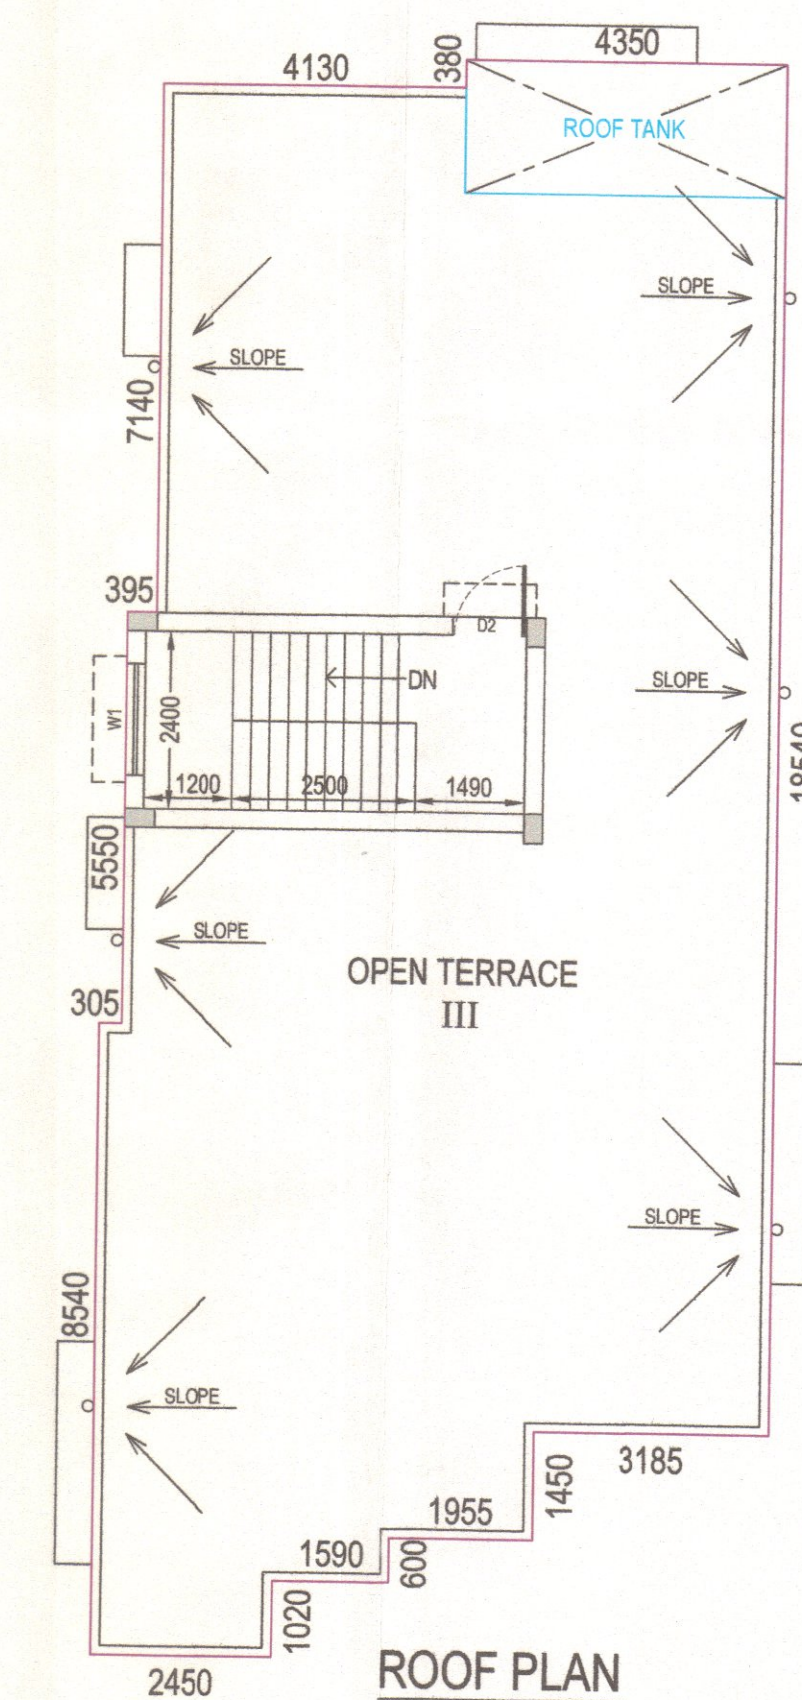 4350
380
4130
ROOF TANK
SLOPE
SLOPE
7140
395
D2
DN
SLOPE
W1
2400
18540
1200
2500
1490
5550
SLOPE
OPEN TERRACE
305
III
SLOPE
8540
SLOPE
3185
1450
1955
1590
600
1020
ROOF PLAN
2450